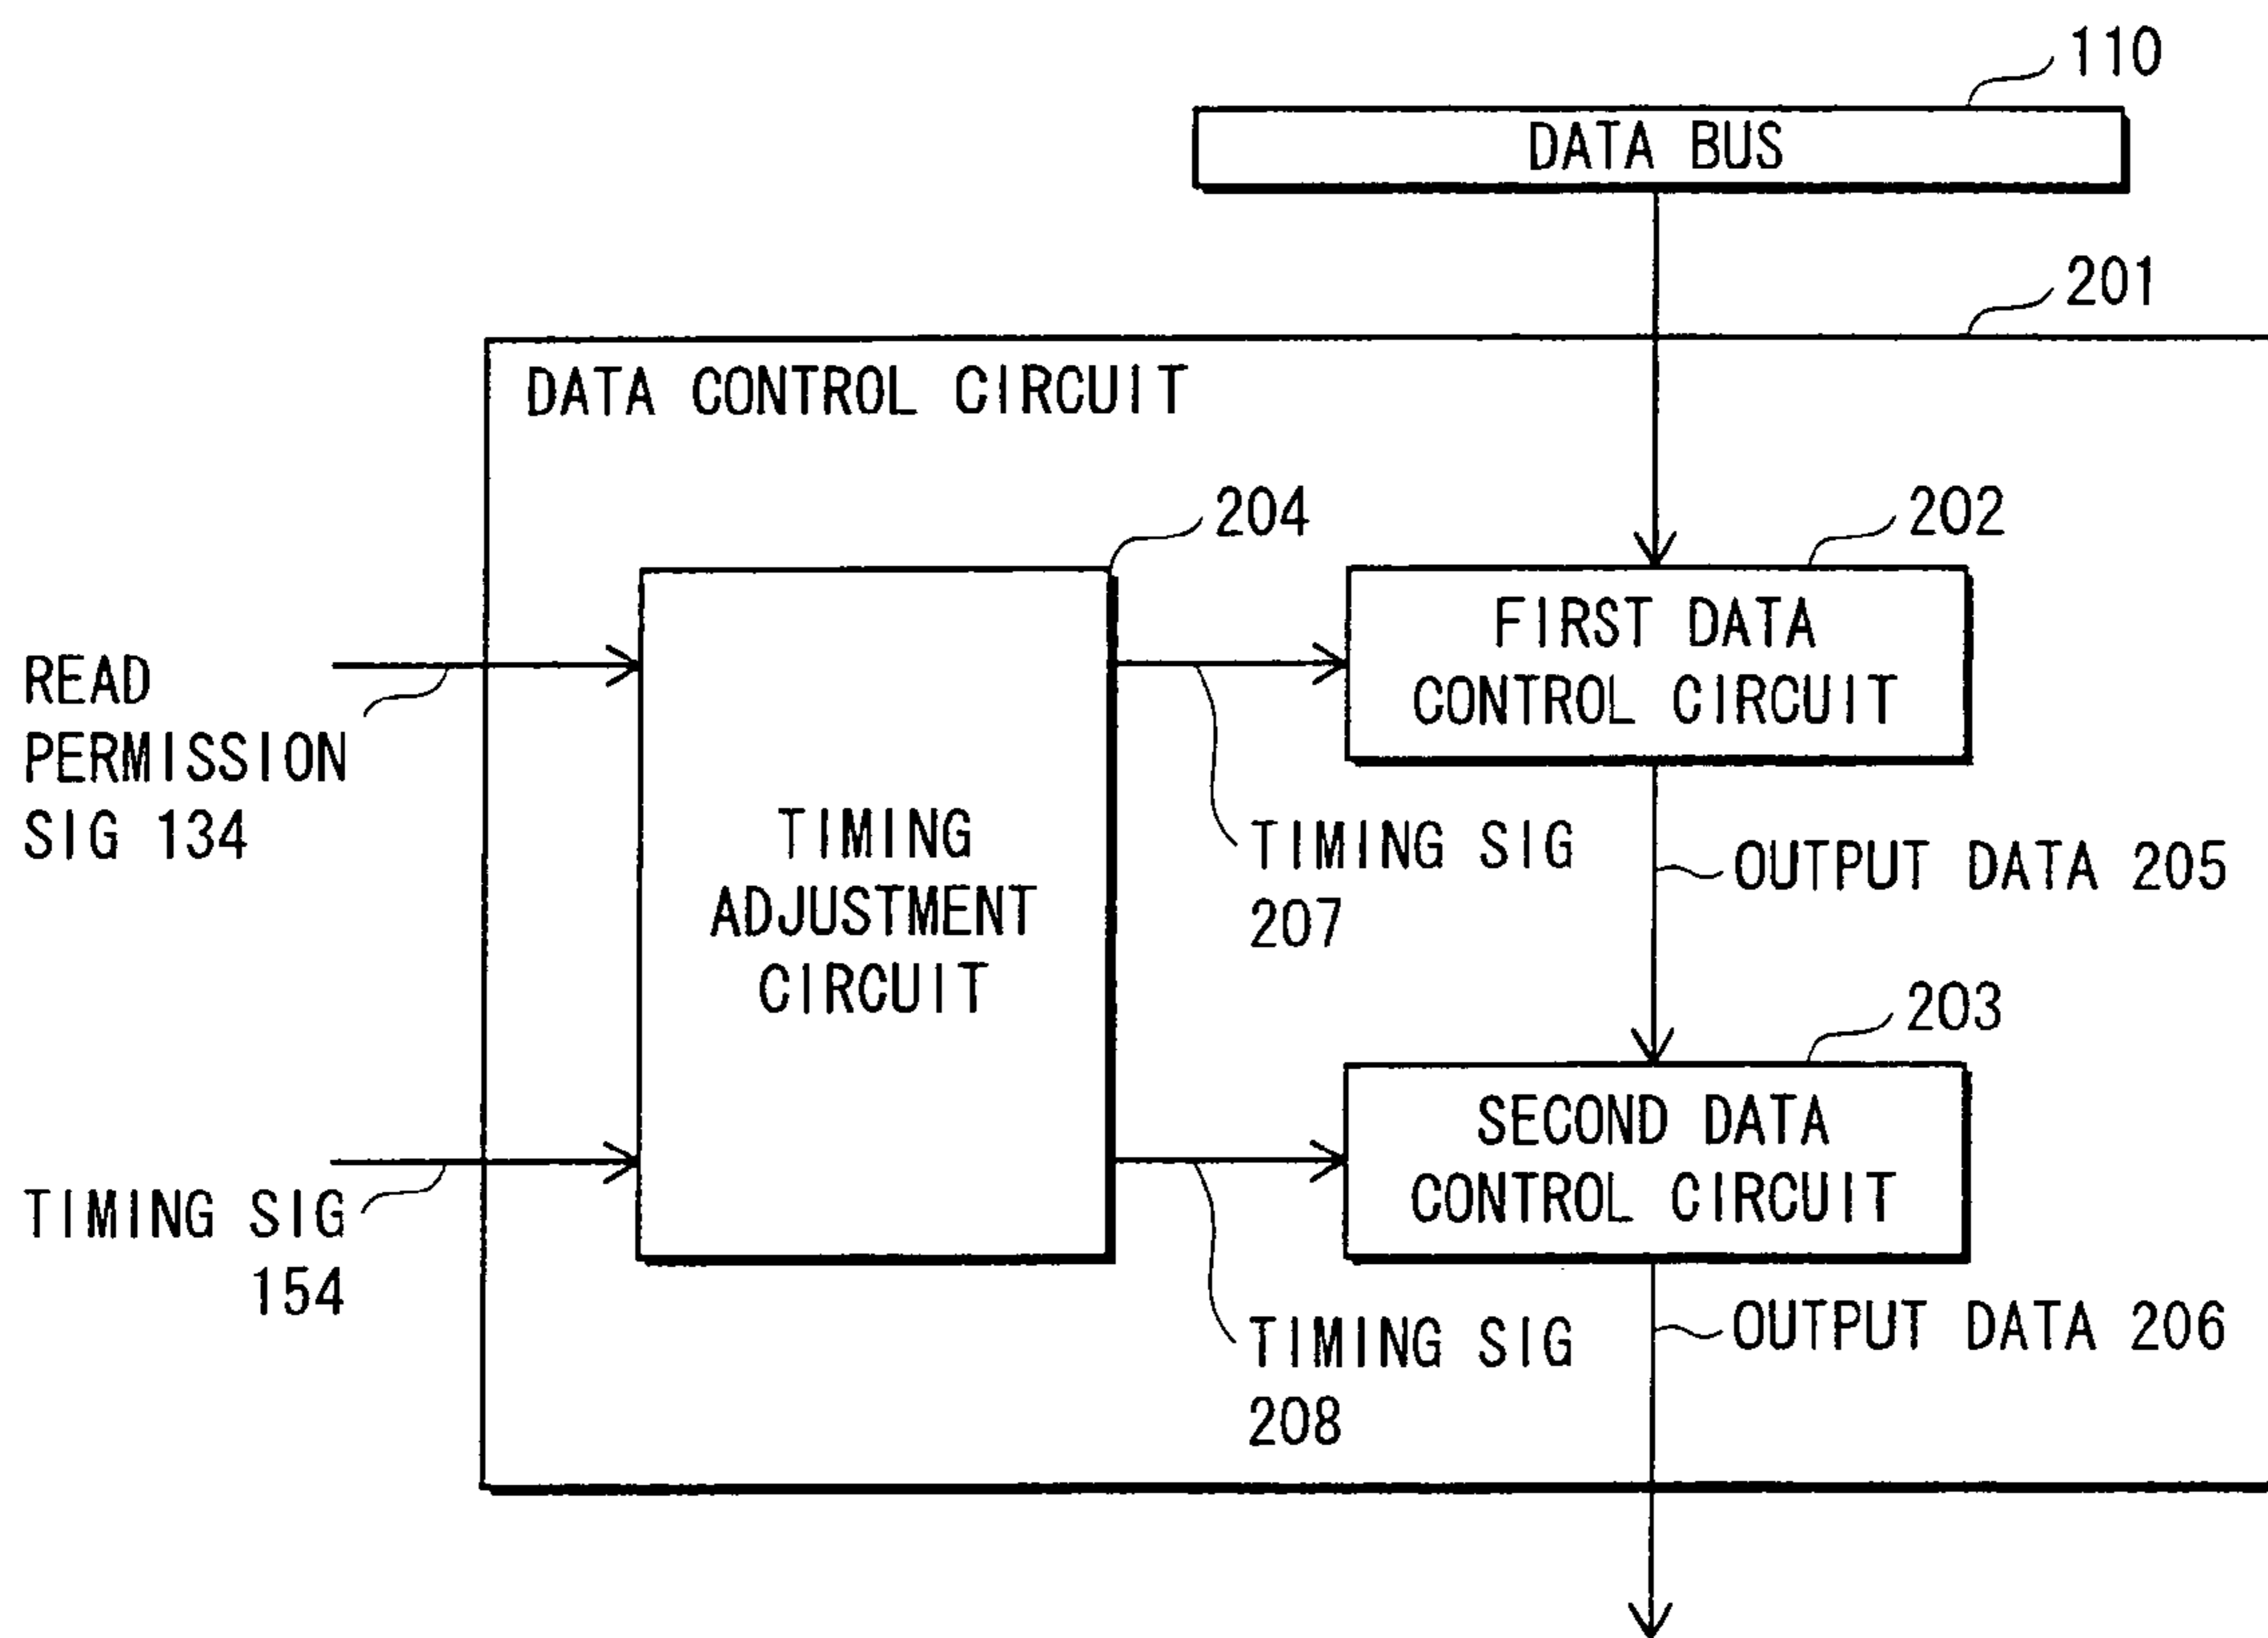 110
DATA BUS
201
DATA CONTROL CIRCUIT
204
202
FIRST DATA
CONTROL CIRCUIT
READ
PERMISSION
SIG 134
TIMING
ADJUSTMENT
CIRCUIT
TIMING SIG
207
OUTPUT DATA 205
203
SECOND DATA
CONTROL CIRCUIT
TIMING SIG
154
TIMING SIG
208
OUTPUT DATA 206